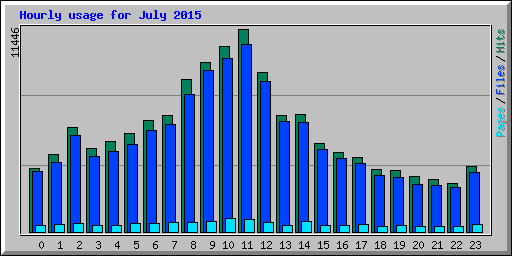 Hourly usage for July 2015
11446
Pages/Files/Hits
0 1 2 3 4 5 6 7 8 9 10 11 12 13 14 15 16 17 18 19 20 21 22 23